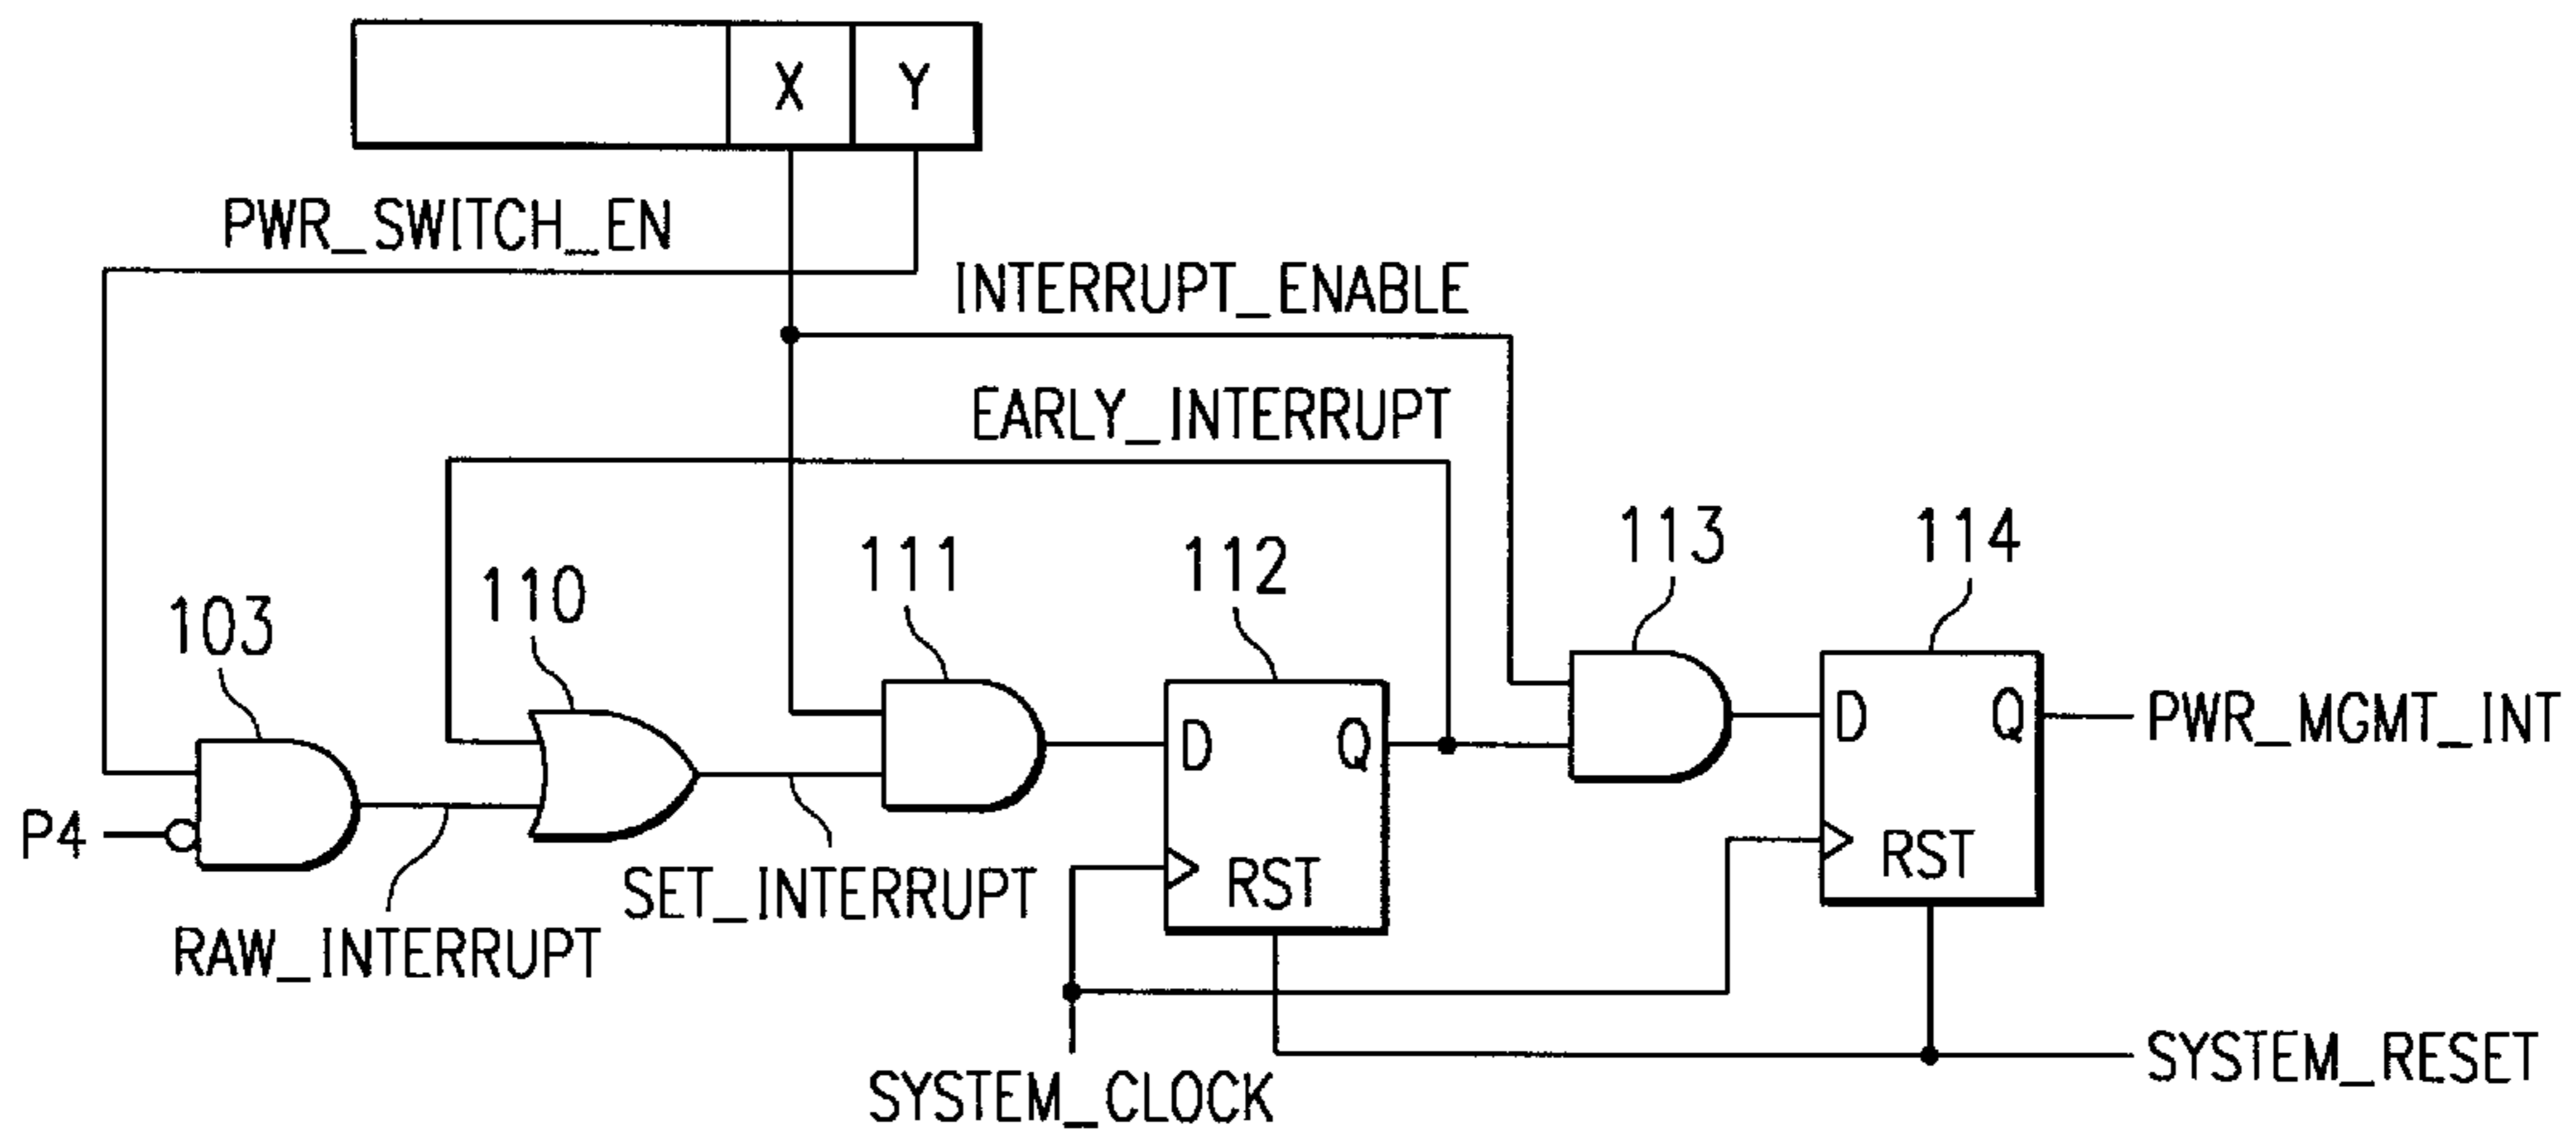 X Y
PWR_SWITCH_EN
INTERRUPT_ENABLE
EARLY_INTERRUPT
113 114
111 112
110
103
D Q PWR_MGMT_INT
D Q
P4
RST
RST
SET_INTERRUPT
RAW_INTERRUPT
SYSTEM_RESET
SYSTEM_CLOCK